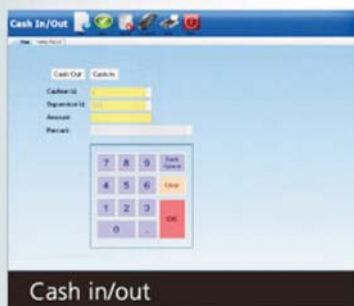 Cash In/Out
Cash Out Cash In
Cashier Id
Supervisor Id
Amount
Remark
7 8 9 Back Space
4 5 6 Clear
1 2 3 OK
0 .
Cash in/out